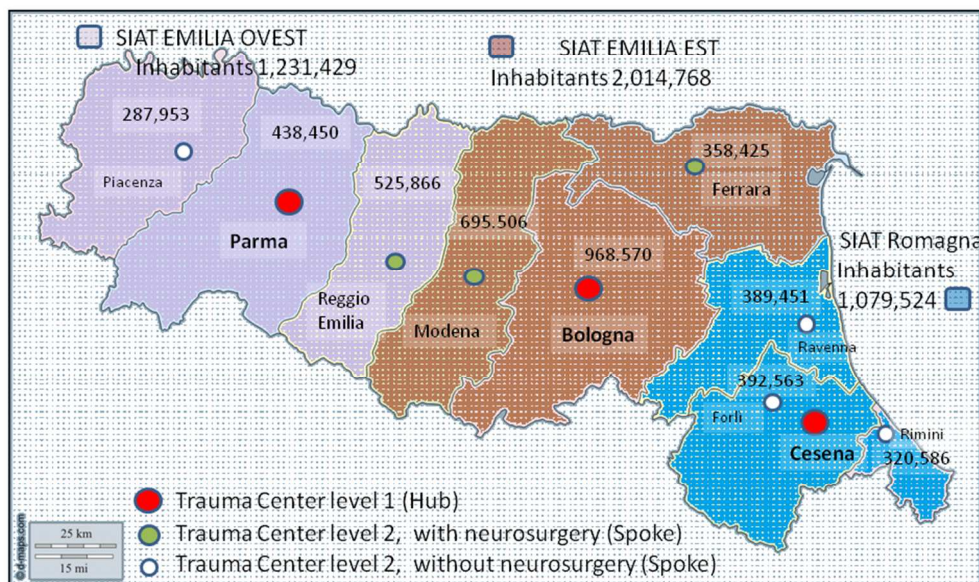 SIAT EMILIA OVEST
Inhabitants 1,231,429
SIAT EMILIA EST
Inhabitants 2,014,768
287,953
Piacenza
438,450
Parma
525,866
Reggio
Emilia
695.506
Modena
968.570
Bologna
358,425
Ferrara
SIAT Romagna
Inhabitants
1,079,524
389,451
Ravenna
392,563
Forlì
Cesena
Rimini
320,586
Trauma Center level 1 (Hub)
Trauma Center level 2, with neurosurgery (Spoke)
Trauma Center level 2, without neurosurgery (Spoke)
25 km
15 mi
© d-maps.com